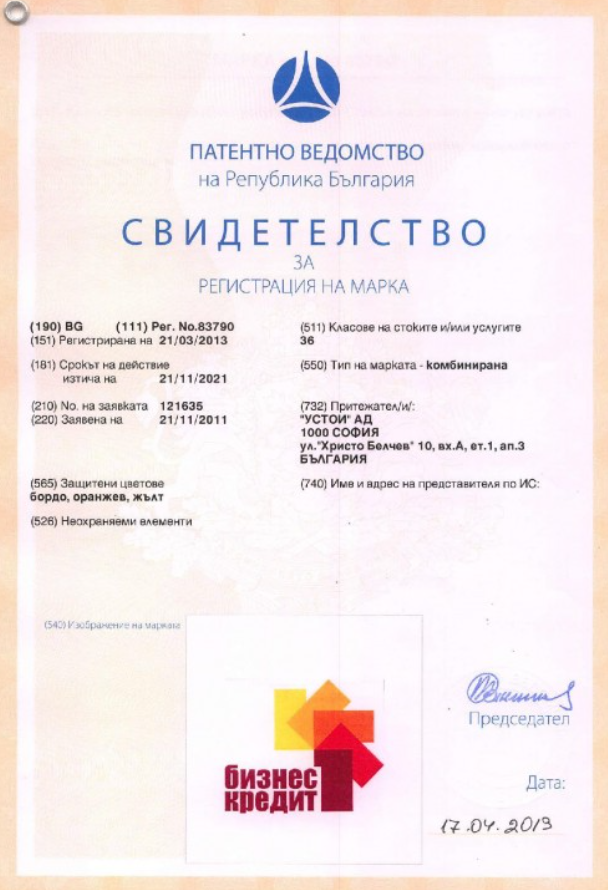 ПАТЕНТНО ВЕДОМСТВО
на Република България
СВИДЕТЕЛСТВО
ЗА
РЕГИСТРАЦИЯ НА МАРКА
(190) BG (111) Рег. No.83790
(151) Регистрирана на 21/03/2013
(181) Срокът на действие
изтича на 21/11/2021
(210) No. на заявката 121635
(220) Заявена на 21/11/2011
(565) Защитени цветове
бордо, оранжев, жълт
(526) Неохраняеми елементи
(511) Класове на стоките и/или услугите
36
(550) Тип на марката - комбинирана
(732) Притежател/и/:
"УСТОИ" АД
1000 СОФИЯ
ул."Христо Белчев" 10, вх.А, ет.1, ап.3
БЪЛГАРИЯ
(740) Име и адрес на представителя по ИС:
(540) Изображение на марката
бизнес
кредит
Председател
Дата:
17.04.2013